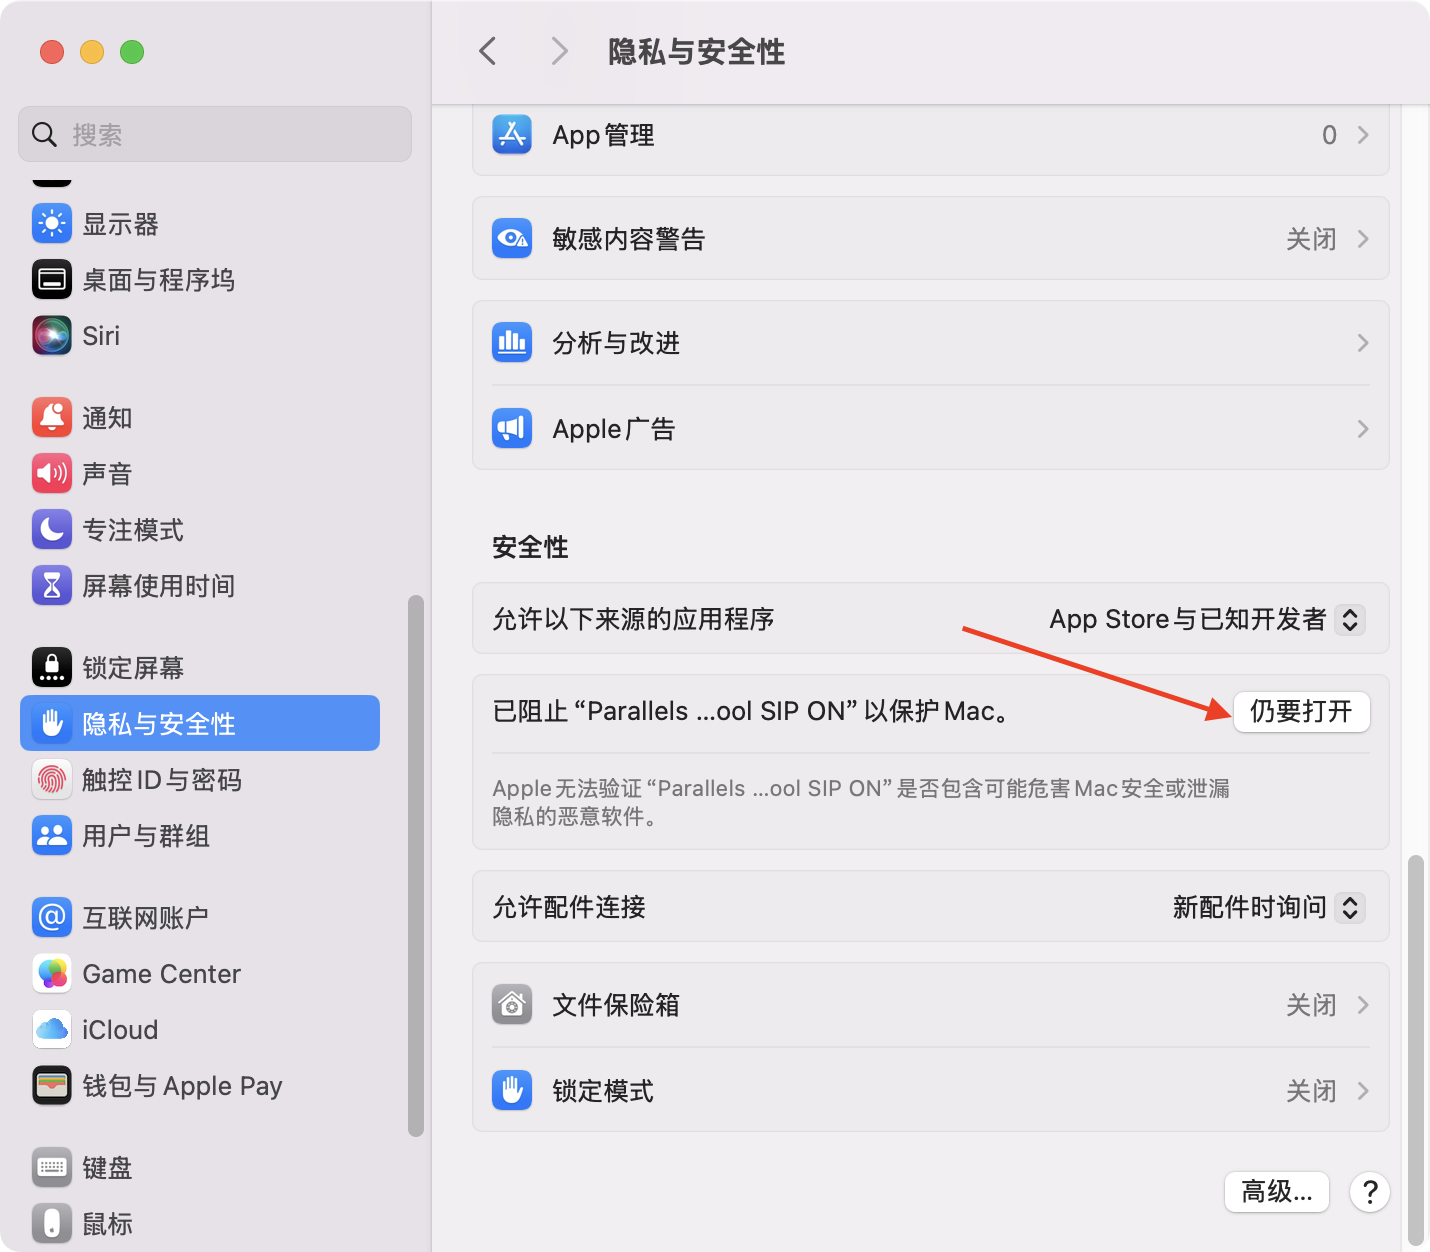 隐私与安全性
搜索
显示器
桌面与程序坞
Siri
通知
声音
专注模式
屏幕使用时间
锁定屏幕
隐私与安全性
触控ID与密码
用户与群组
互联网账户
Game Center
iCloud
钱包与Apple Pay
键盘
鼠标
App管理 0
敏感内容警告 关闭
分析与改进
Apple广告
安全性
允许以下来源的应用程序 App Store与已知开发者
已阻止“Parallels ...ool SIP ON”以保护Mac。 仍要打开
Apple无法验证“Parallels ...ool SIP ON”是否包含可能危害Mac安全或泄漏
隐私的恶意软件。
允许配件连接 新配件时询问
文件保险箱 关闭
锁定模式 关闭
高级... ?